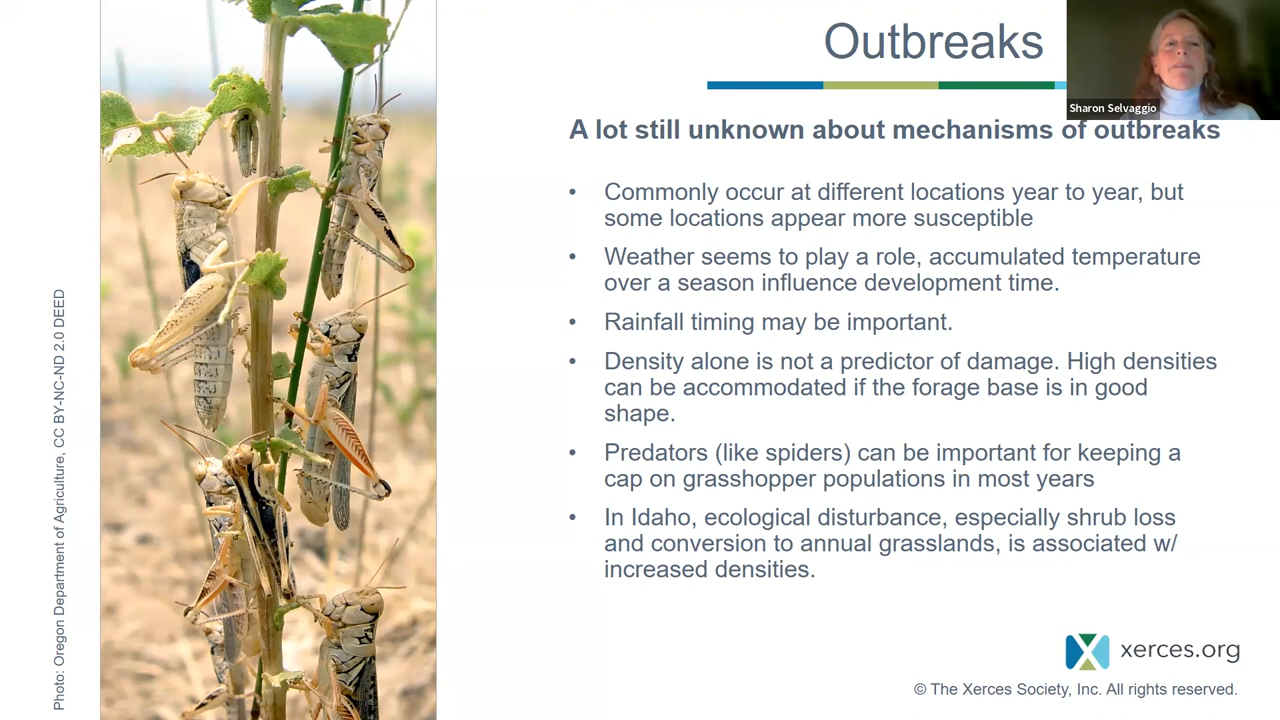 Outbreaks
Sharon Selvaggio
A lot still unknown about mechanisms of outbreaks
• Commonly occur at different locations year to year, but
some locations appear more susceptible
• Weather seems to play a role, accumulated temperature
over a season influence development time.
• Rainfall timing may be important.
• Density alone is not a predictor of damage. High densities
can be accommodated if the forage base is in good
shape.
• Predators (like spiders) can be important for keeping a
cap on grasshopper populations in most years
• In Idaho, ecological disturbance, especially shrub loss
and conversion to annual grasslands, is associated w/
increased densities.
Photo: Oregon Department of Agriculture, CC BY-NC-ND 2.0 DEED
xerces.org
© The Xerces Society, Inc. All rights reserved.